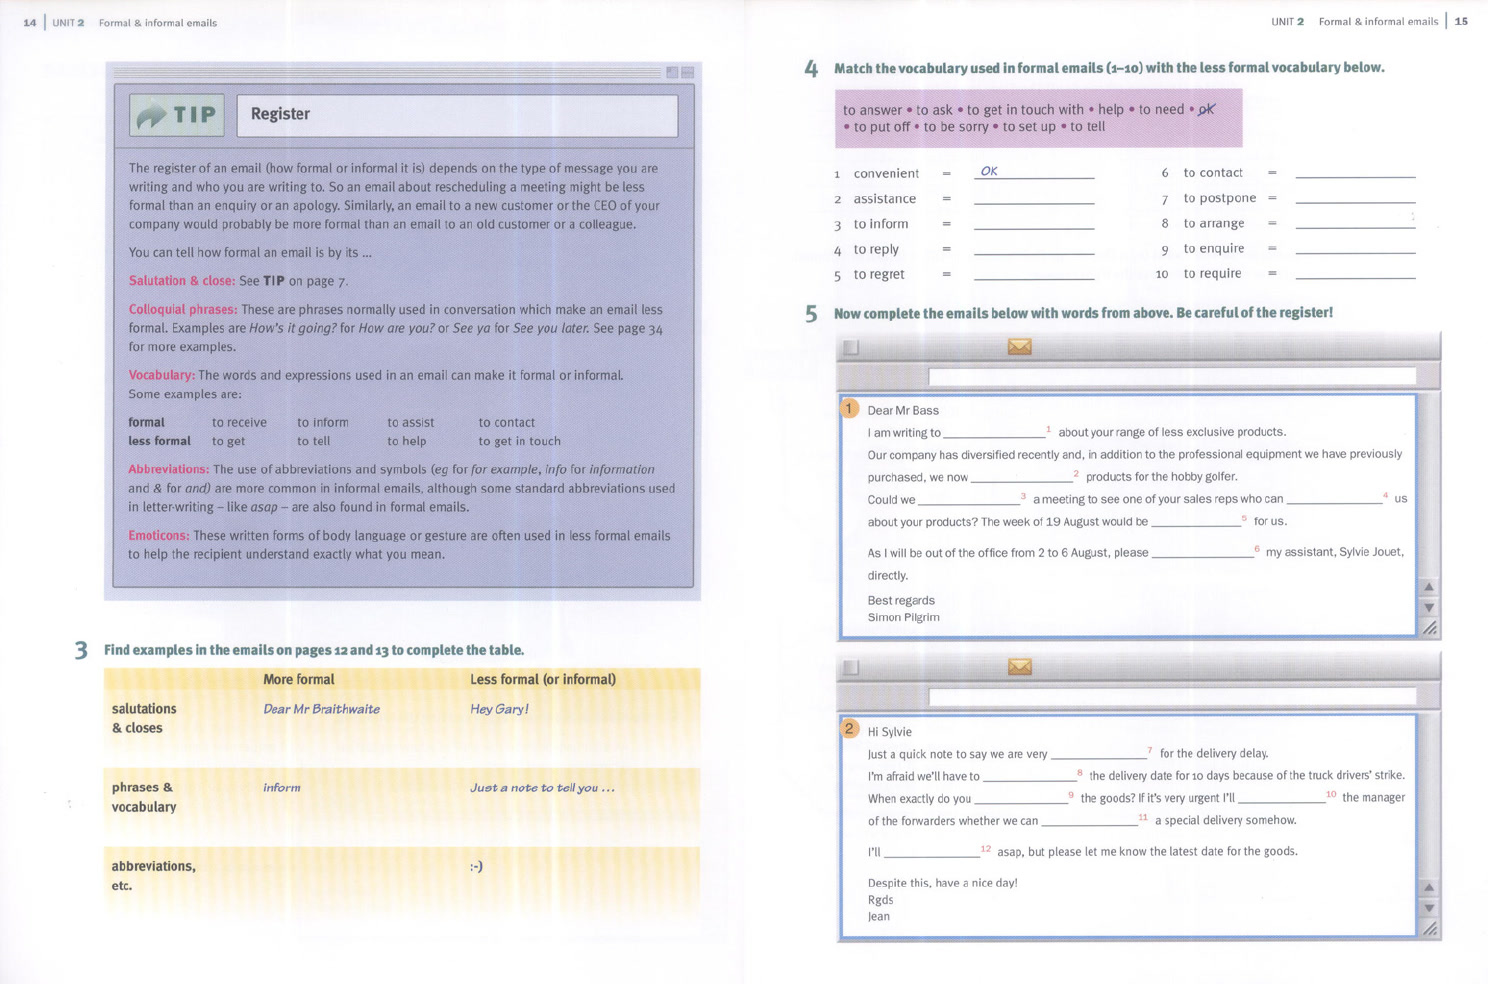 14 | UNIT 2 Formal & informal emails
TIP Register
The register of an email (how formal or informal it is) depends on the type of message you are
writing and who you are writing to. So an email about rescheduling a meeting might be less
formal than an enquiry or an apology. Similarly, an email to a new customer or the CEO of your
company would probably be more formal than an email to an old customer or a colleague.
You can tell how formal an email is by its ...
Salutation & close: See TIP on page 7.
Colloquial phrases: These are phrases normally used in conversation which make an email less
formal. Examples are How's it going? for How are you? or See ya for See you later. See page 34
for more examples.
Vocabulary: The words and expressions used in an email can make it formal or informal.
Some examples are:
formal to receive to inform to assist to contact
less formal to get to tell to help to get in touch
Abbreviations: The use of abbreviations and symbols (eg for for example, info for information
and & for and) are more common in informal emails, although some standard abbreviations used
in letter-writing – like asap – are also found in formal emails.
Emoticons: These written forms of body language or gesture are often used in less formal emails
to help the recipient understand exactly what you mean.
3 Find examples in the emails on pages 12 and 13 to complete the table.
More formal Less formal (or informal)
salutations Dear Mr Braithwaite Hey Gary!
& closes
phrases & inform Just a note to tell you ...
vocabulary
abbreviations, :-)
etc.
UNIT 2 Formal & informal emails | 15
4 Match the vocabulary used in formal emails (1–10) with the less formal vocabulary below.
to answer • to ask • to get in touch with • help • to need • ok
• to put off • to be sorry • to set up • to tell
1 convenient = OK 6 to contact =
2 assistance = 7 to postpone =
3 to inform = 8 to arrange =
4 to reply = 9 to enquire =
5 to regret = 10 to require =
5 Now complete the emails below with words from above. Be careful of the register!
1 Dear Mr Bass
I am writing to ____________ 1 about your range of less exclusive products.
Our company has diversified recently and, in addition to the professional equipment we have previously
purchased, we now ____________ 2 products for the hobby golfer.
Could we ____________ 3 a meeting to see one of your sales reps who can ____________ 4 us
about your products? The week of 19 August would be ____________ 5 for us.
As I will be out of the office from 2 to 6 August, please ____________ 6 my assistant, Sylvie Jouet,
directly.
Best regards
Simon Pilgrim
2 Hi Sylvie
Just a quick note to say we are very ____________ 7 for the delivery delay.
I'm afraid we'll have to ____________ 8 the delivery date for 10 days because of the truck drivers' strike.
When exactly do you ____________ 9 the goods? If it's very urgent I'll ____________ 10 the manager
of the forwarders whether we can ____________ 11 a special delivery somehow.
I'll ____________ 12 asap, but please let me know the latest date for the goods.
Despite this, have a nice day!
Rgds
Jean